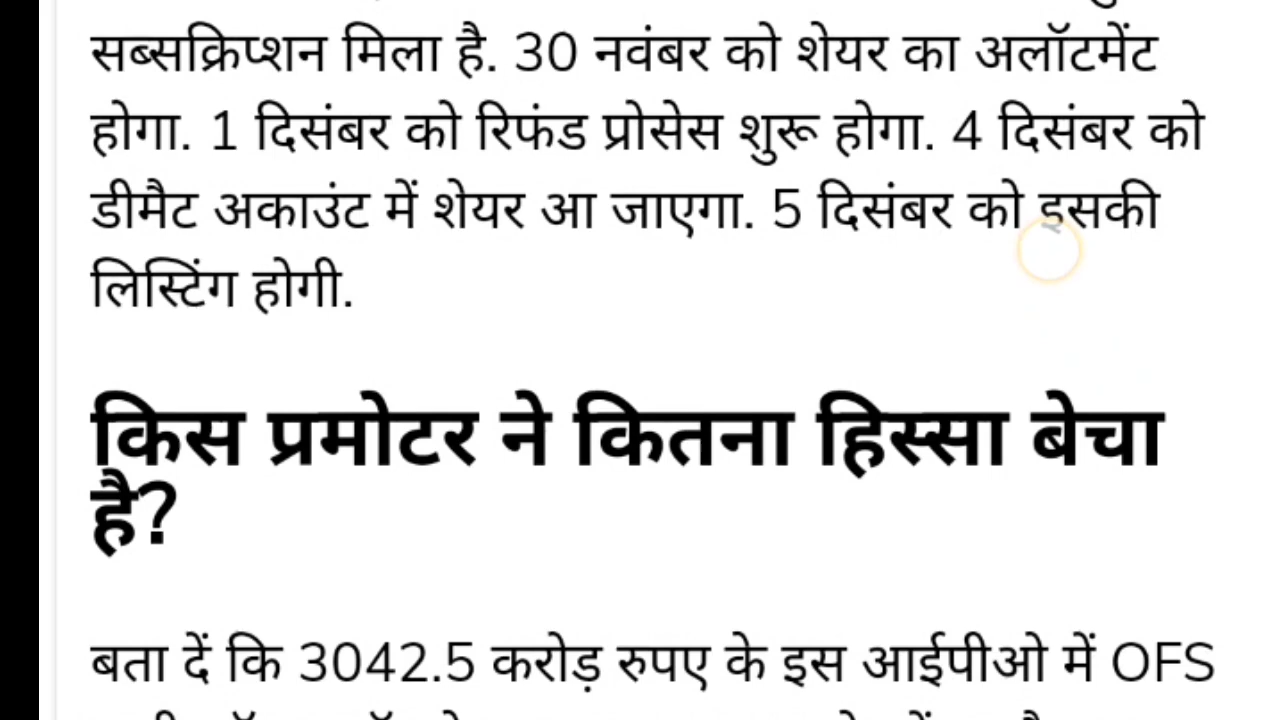 सब्सक्रिप्शन मिला है. 30 नवंबर को शेयर का अलॉटमेंट
होगा. 1 दिसंबर को रिफंड प्रोसेस शुरू होगा. 4 दिसंबर को
डीमैट अकाउंट में शेयर आ जाएगा. 5 दिसंबर को इसकी
लिस्टिंग होगी.
किस प्रमोटर ने कितना हिस्सा बेचा
है?
बता दें कि 3042.5 करोड़ रुपए के इस आईपीओ में OFS